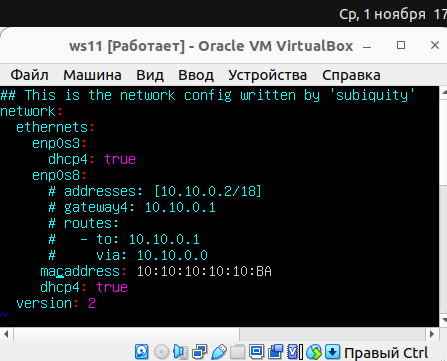 Ср, 1 ноября 17
ws11 [Работает] - Oracle VM VirtualBox
Файл Машина Вид Ввод Устройства Справка
## This is the network config written by 'subiquity'
network:
  ethernets:
    enp0s3:
      dhcp4: true
    enp0s8:
      # addresses: [10.10.0.2/18]
      # gateway4: 10.10.0.1
      # routes:
      #   - to: 10.10.0.1
      #     via: 10.10.0.0
     macaddress: 10:10:10:10:10:BA
     dhcp4: true
  version: 2
~
Правый Ctrl